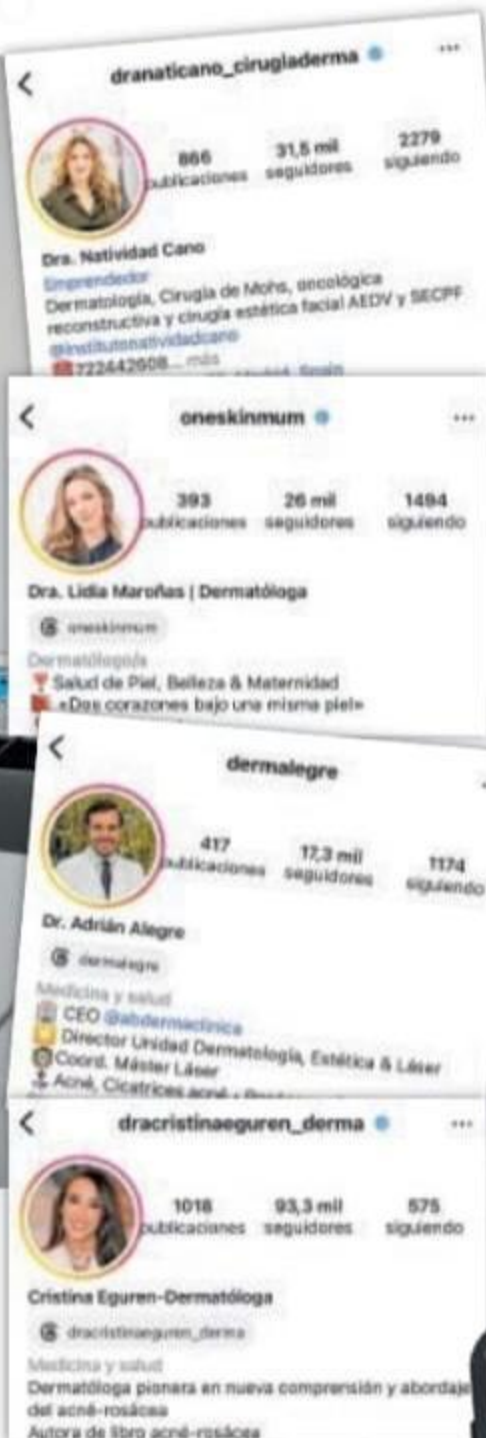 dranaticano_cirugiaderma
866 31,5 mil 2279
publicaciones seguidores siguiendo
Dra. Natividad Cano
Emprendedor
Dermatología, Cirugía de Mohs, oncológica
reconstructiva y cirugía estética facial AEDV y SECPF
@institutonatividadcano
722442608... más
Madrid, Spain
oneskinmum
393 26 mil 1494
publicaciones seguidores siguiendo
Dra. Lidia Maroñas | Dermatóloga
oneskinmum
Dermatólogo/a
Salud de Piel, Belleza & Maternidad
«Dos corazones bajo una misma piel»
dermalegre
417 17,3 mil 1174
publicaciones seguidores siguiendo
Dr. Adrián Alegre
dermalegre
Medicina y salud
CEO @abdermaclinica
Director Unidad Dermatología, Estética & Láser
Coord. Máster Láser
Acné, Cicatrices acné
dracristinaeguren_derma
1018 93,3 mil 575
publicaciones seguidores siguiendo
Cristina Eguren-Dermatóloga
dracristinaeguren_derma
Medicina y salud
Dermatóloga pionera en nueva comprensión y abordaje
del acné-rosácea
Autora de libro acné-rosácea